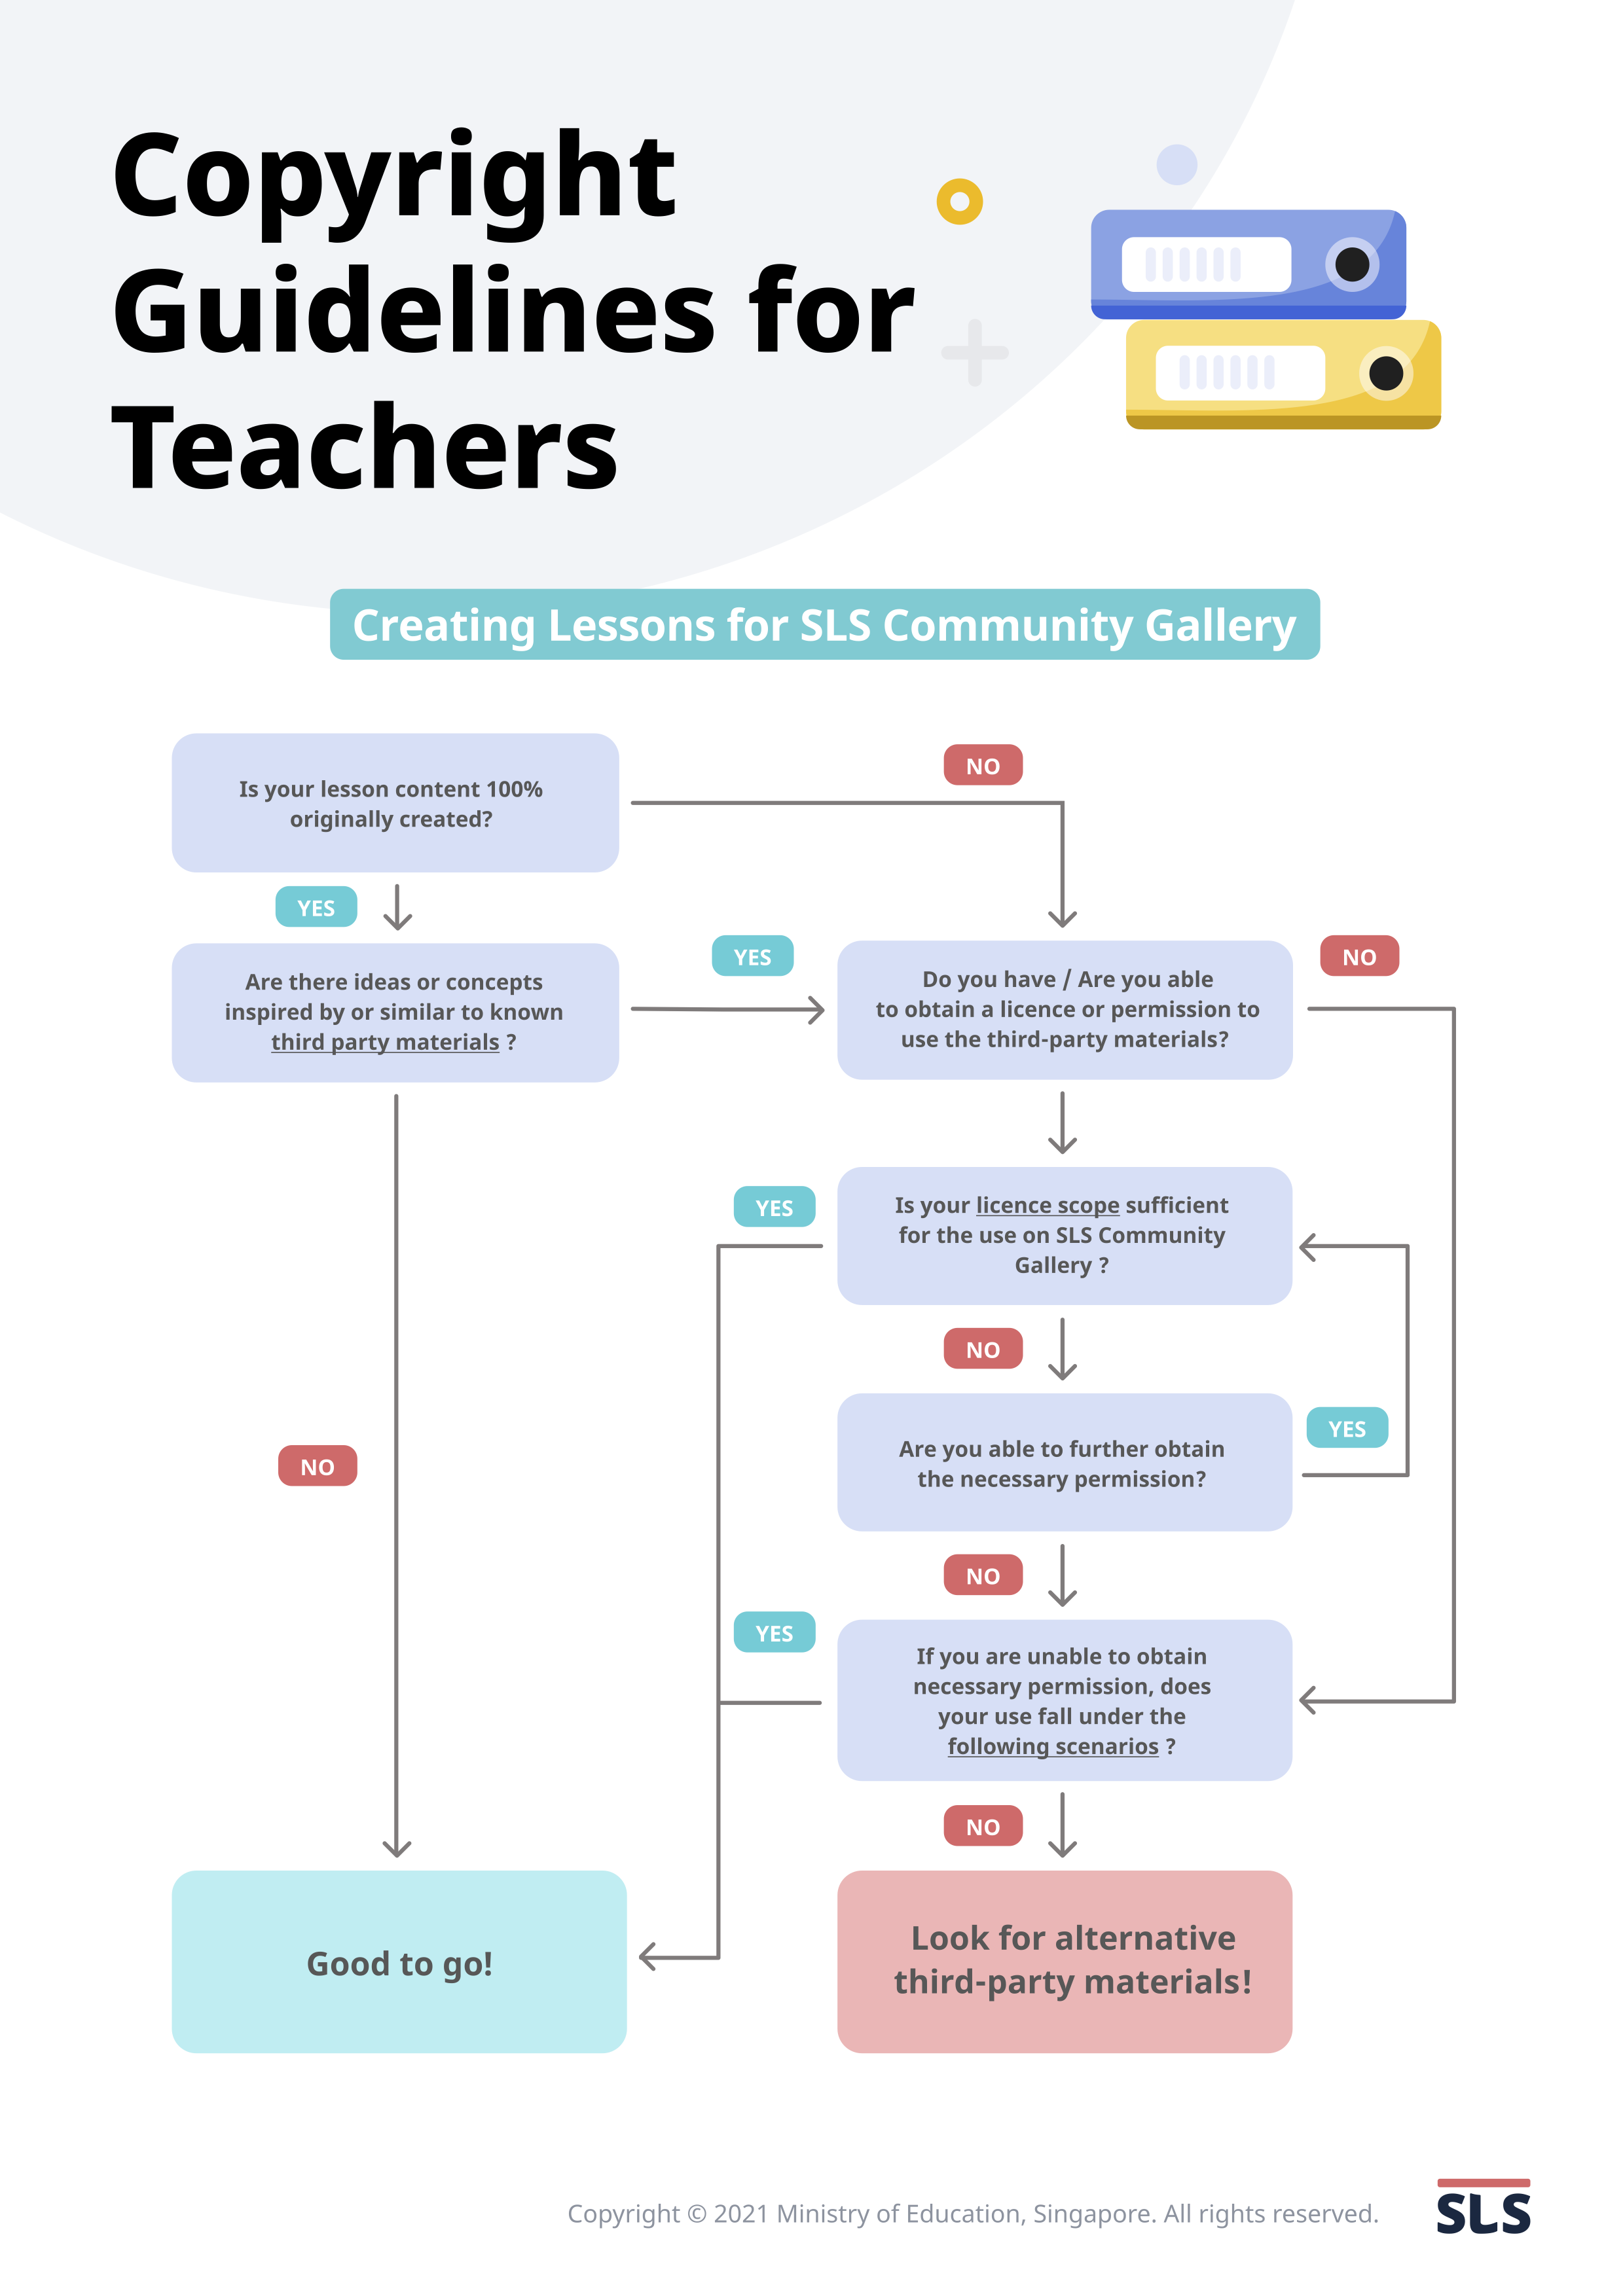 Copyright
Guidelines for
Teachers
Creating Lessons for SLS Community Gallery
Is your lesson content 100%
originally created?
NO
YES
Are there ideas or concepts
inspired by or similar to known
third party materials ?
YES
Do you have / Are you able
to obtain a licence or permission to
use the third-party materials?
NO
YES
Is your licence scope sufficient
for the use on SLS Community
Gallery ?
NO
Are you able to further obtain
the necessary permission?
YES
NO
NO
YES
If you are unable to obtain
necessary permission, does
your use fall under the
following scenarios ?
NO
Good to go!
Look for alternative
third-party materials!
Copyright © 2021 Ministry of Education, Singapore. All rights reserved.
SLS